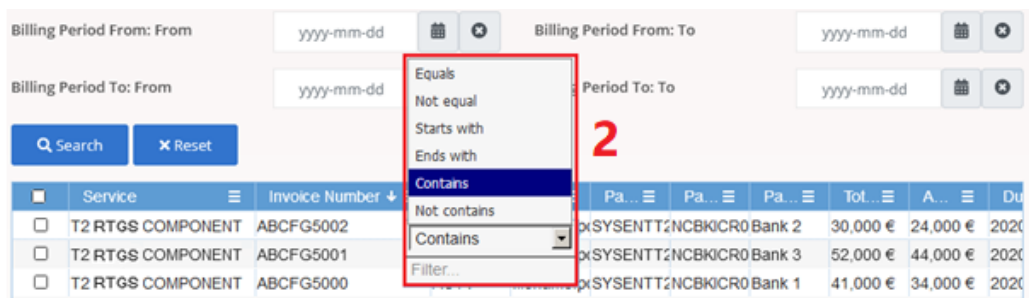 Billing Period From: From yyyy-mm-dd Billing Period From: To yyyy-mm-dd
Billing Period To: From yyyy-mm-dd Period To: To yyyy-mm-dd
Equals
Not equal
Starts with
Ends with
Contains
Not contains
Contains
Filter...
2
Search Reset
Service Invoice Number Pa... Pa... Pa... Tot... A... Du
T2 RTGS COMPONENT ABCFG5002 SYSENTT2 NCBKICR0 Bank 2 30,000 € 24,000 € 2020
T2 RTGS COMPONENT ABCFG5001 SYSENTT2 NCBKICR0 Bank 3 52,000 € 44,000 € 2020
T2 RTGS COMPONENT ABCFG5000 SYSENTT2 NCBKICR0 Bank 1 41,000 € 34,000 € 2020